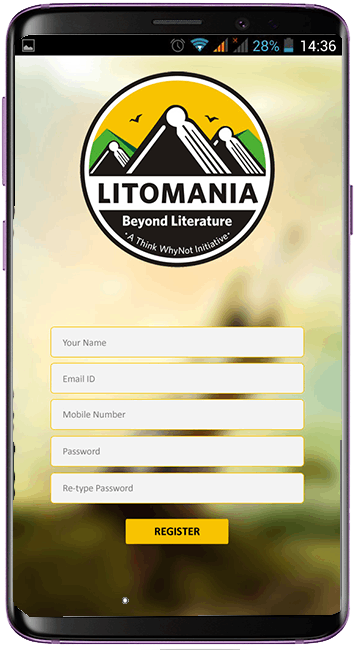 28% 14:36
LITOMANIA
Beyond Literature
· A Think WhyNot Initiative ·
Your Name
Email ID
Mobile Number
Password
Re-type Password
REGISTER